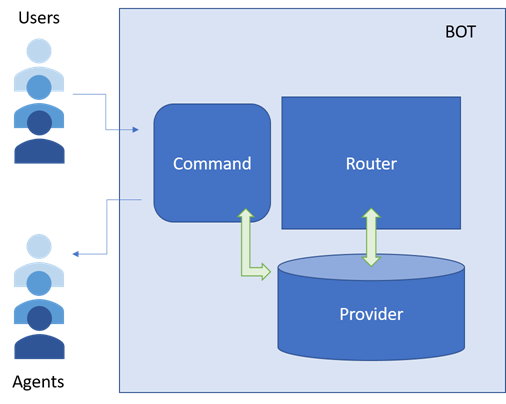 Users
BOT
Command
Router
Provider
Agents